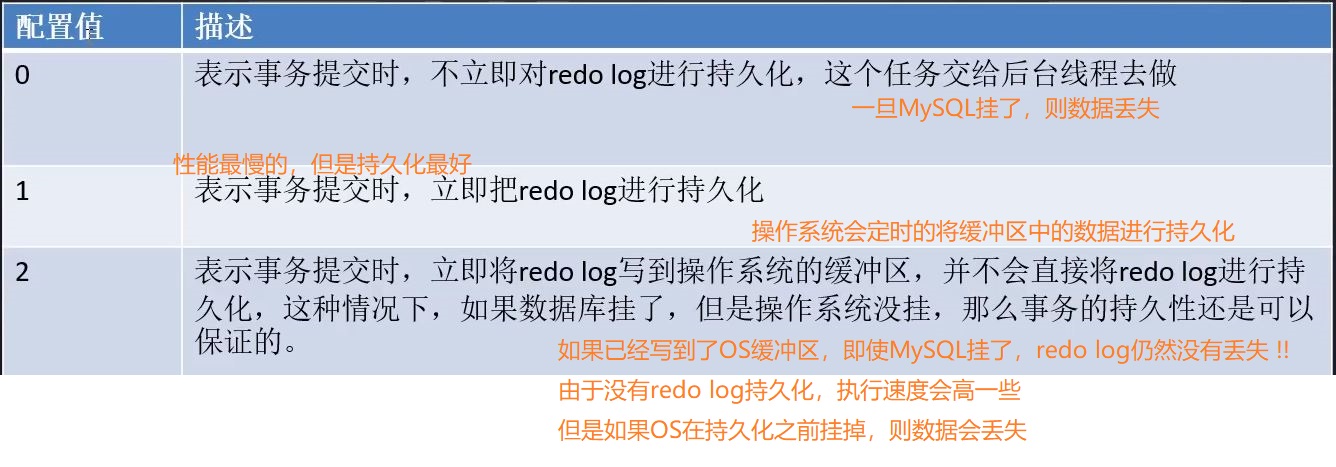 配置值 描述
0 表示事务提交时，不立即对redo log进行持久化，这个任务交给后台线程去做
一旦MySQL挂了，则数据丢失
性能最慢的，但是持久化最好
1 表示事务提交时，立即把redo log进行持久化
操作系统会定时的将缓冲区中的数据进行持久化
2 表示事务提交时，立即将redo log写到操作系统的缓冲区，并不会直接将redo log进行持
久化，这种情况下，如果数据库挂了，但是操作系统没挂，那么事务的持久性还是可以
保证的。
如果已经写到了OS缓冲区，即使MySQL挂了，redo log仍然没有丢失 !!
由于没有redo log持久化，执行速度会高一些
但是如果OS在持久化之前挂掉，则数据会丢失